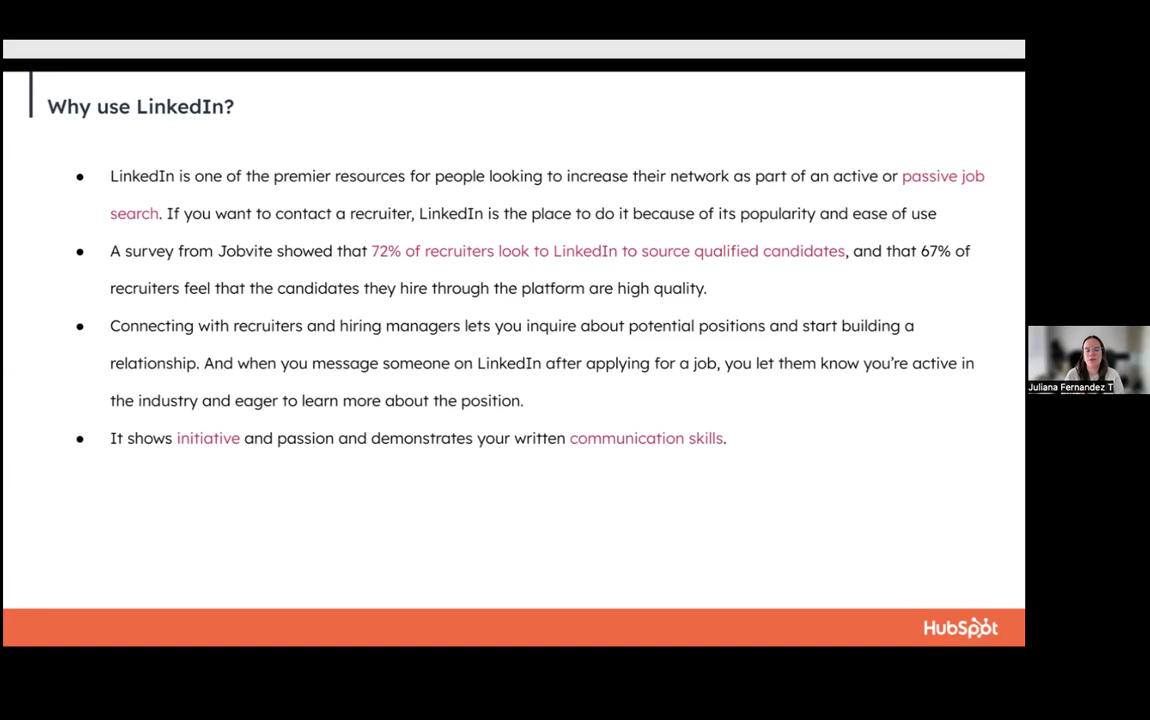 Why use LinkedIn?
● LinkedIn is one of the premier resources for people looking to increase their network as part of an active or passive job
search. If you want to contact a recruiter, LinkedIn is the place to do it because of its popularity and ease of use
● A survey from Jobvite showed that 72% of recruiters look to LinkedIn to source qualified candidates, and that 67% of
recruiters feel that the candidates they hire through the platform are high quality.
● Connecting with recruiters and hiring managers lets you inquire about potential positions and start building a
relationship. And when you message someone on LinkedIn after applying for a job, you let them know you’re active in
the industry and eager to learn more about the position.
● It shows initiative and passion and demonstrates your written communication skills.
Juliana Fernandez T
HubSpot